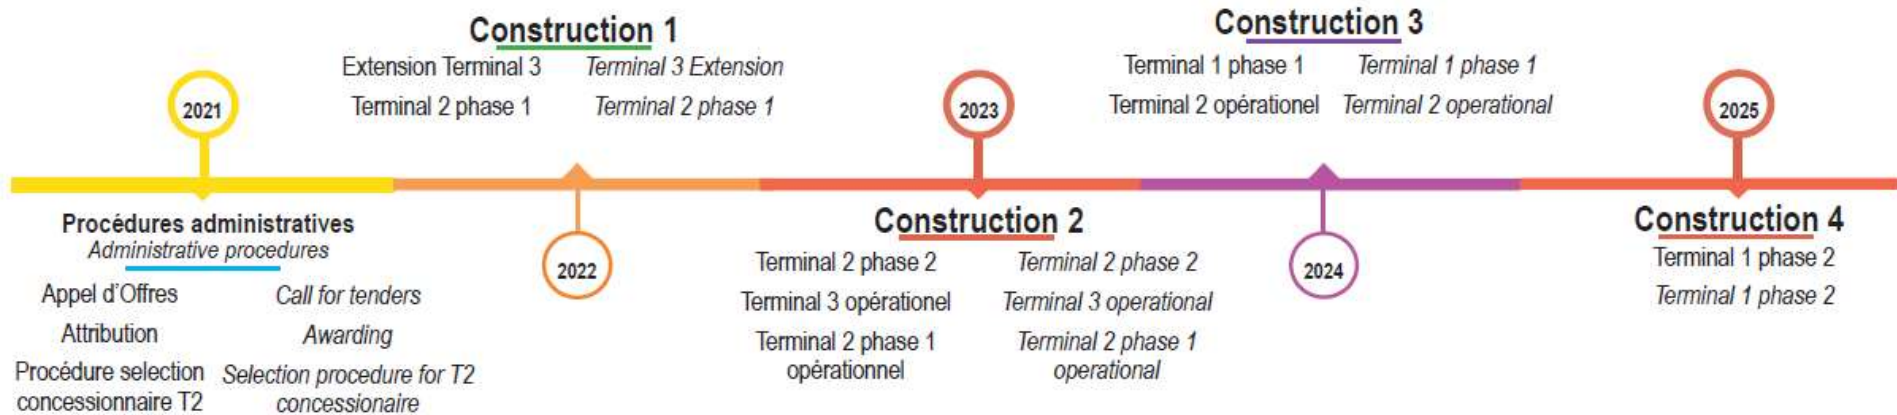 2021
Procédures administratives
Administrative procedures
Appel d'Offres
Call for tenders
Attribution
Awarding
Procédure selection
concessionnaire T2
Selection procedure for T2
concessionaire
Construction 1
Extension Terminal 3
Terminal 3 Extension
Terminal 2 phase 1
Terminal 2 phase 1
2022
2023
Construction 2
Terminal 2 phase 2
Terminal 2 phase 2
Terminal 3 opérationel
Terminal 3 operational
Terminal 2 phase 1
opérationnel
Terminal 2 phase 1
operational
Construction 3
Terminal 1 phase 1
Terminal 1 phase 1
Terminal 2 opérationel
Terminal 2 operational
2024
2025
Construction 4
Terminal 1 phase 2
Terminal 1 phase 2